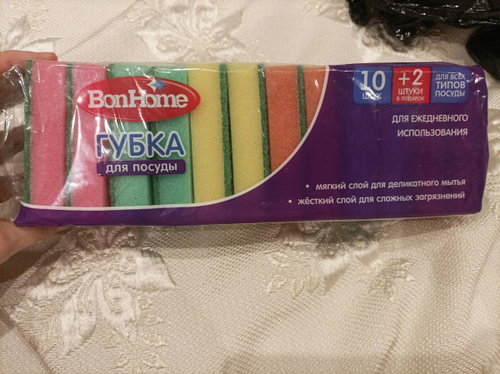 BonHome
ГУБКА
для посуды
10
штук
+2
ШТУКИ
В ПОДАРОК
ДЛЯ ВСЕХ
ТИПОВ
ПОСУДЫ
ДЛЯ ЕЖЕДНЕВНОГО
ИСПОЛЬЗОВАНИЯ
• мягкий слой для деликатного мытья
• жёсткий слой для сложных загрязнений